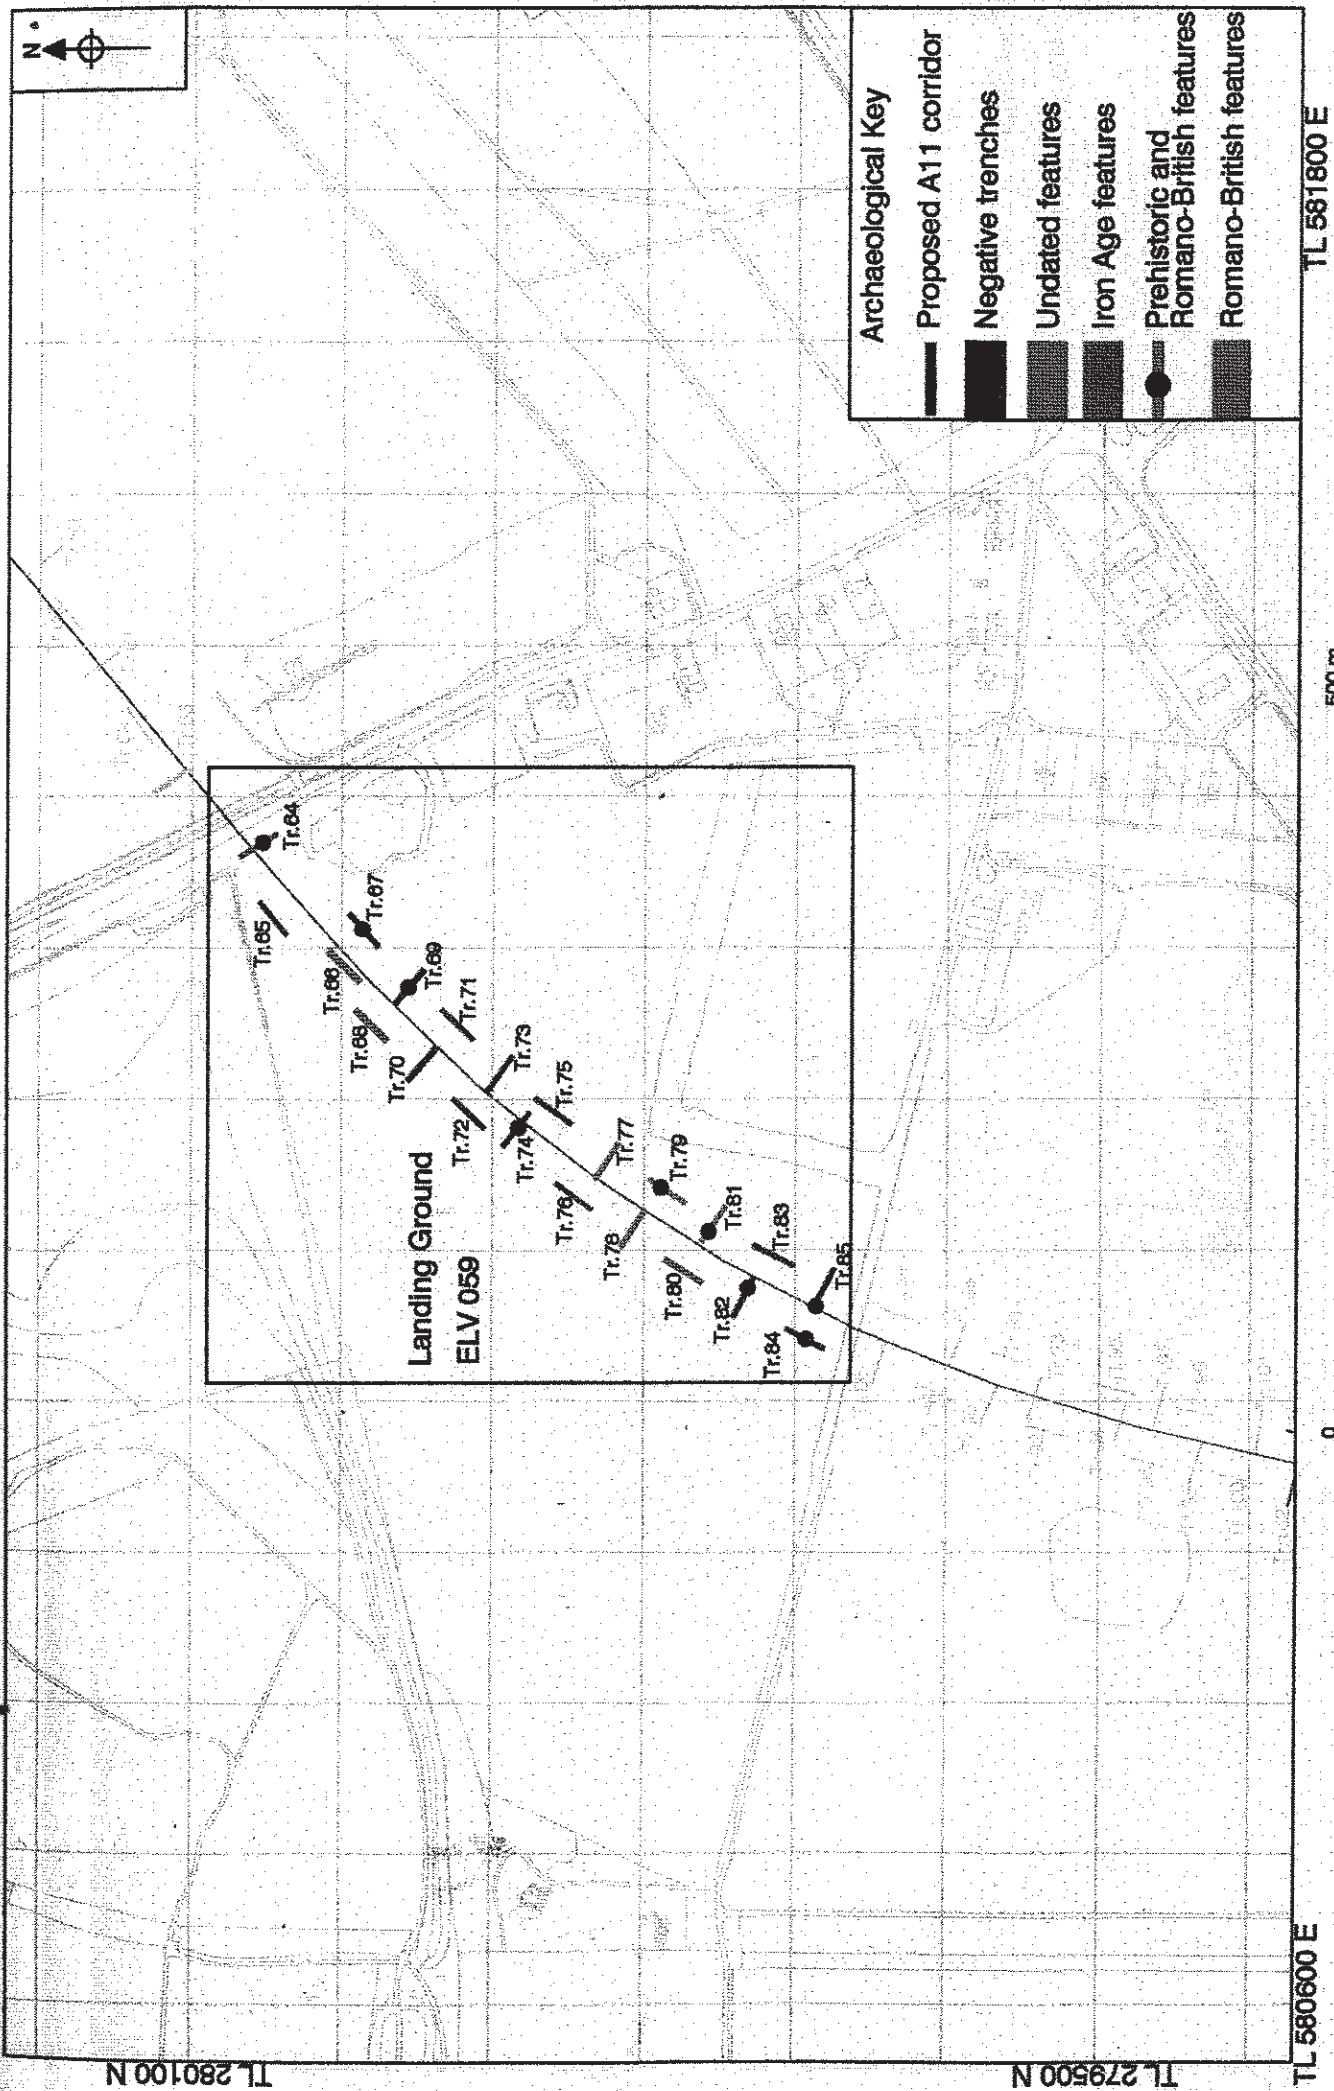 N
Archaeological Key
Proposed A11 corridor
Negative trenches
Undated features
Iron Age features
Prehistoric and
Romano-British features
Romano-British features
Landing Ground
ELV 059
Tr.64
Tr.65
Tr.66
Tr.67
Tr.68
Tr.69
Tr.70
Tr.71
Tr.72
Tr.73
Tr.74
Tr.75
Tr.76
Tr.77
Tr.78
Tr.79
Tr.80
Tr.81
Tr.82
Tr.83
Tr.84
Tr.85
TL 280100 N
TL 279500 N
TL 580600 E
TL 581800 E
0
500 m